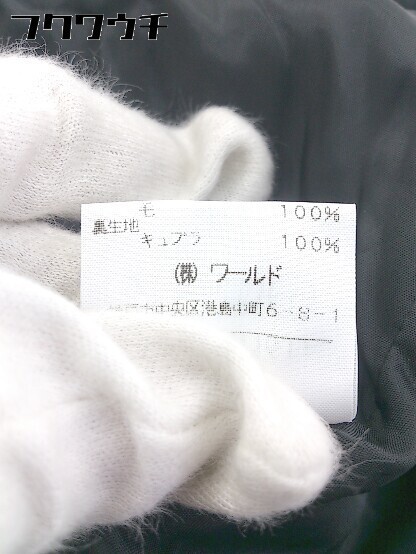 フクウウチ
毛 100%
裏生地
キュプラ 100%
㈱ ワールド
中央区港島中町6-8-1